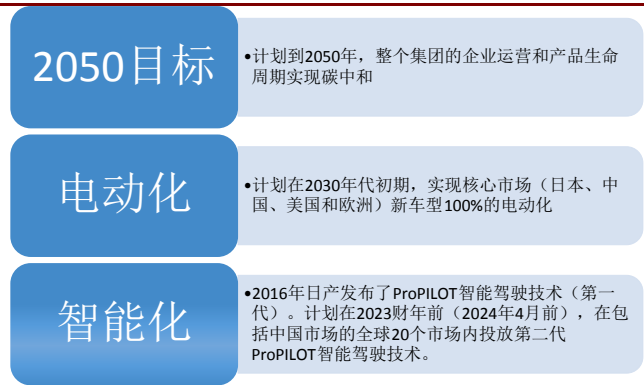 2050目标
•计划到2050年，整个集团的企业运营和产品生命
周期实现碳中和
电动化
•计划在2030年代初期，实现核心市场（日本、中
国、美国和欧洲）新车型100%的电动化
智能化
•2016年日产发布了ProPILOT智能驾驶技术（第一
代）。计划在2023财年前（2024年4月前），在包
括中国市场的全球20个市场内投放第二代
ProPILOT智能驾驶技术。